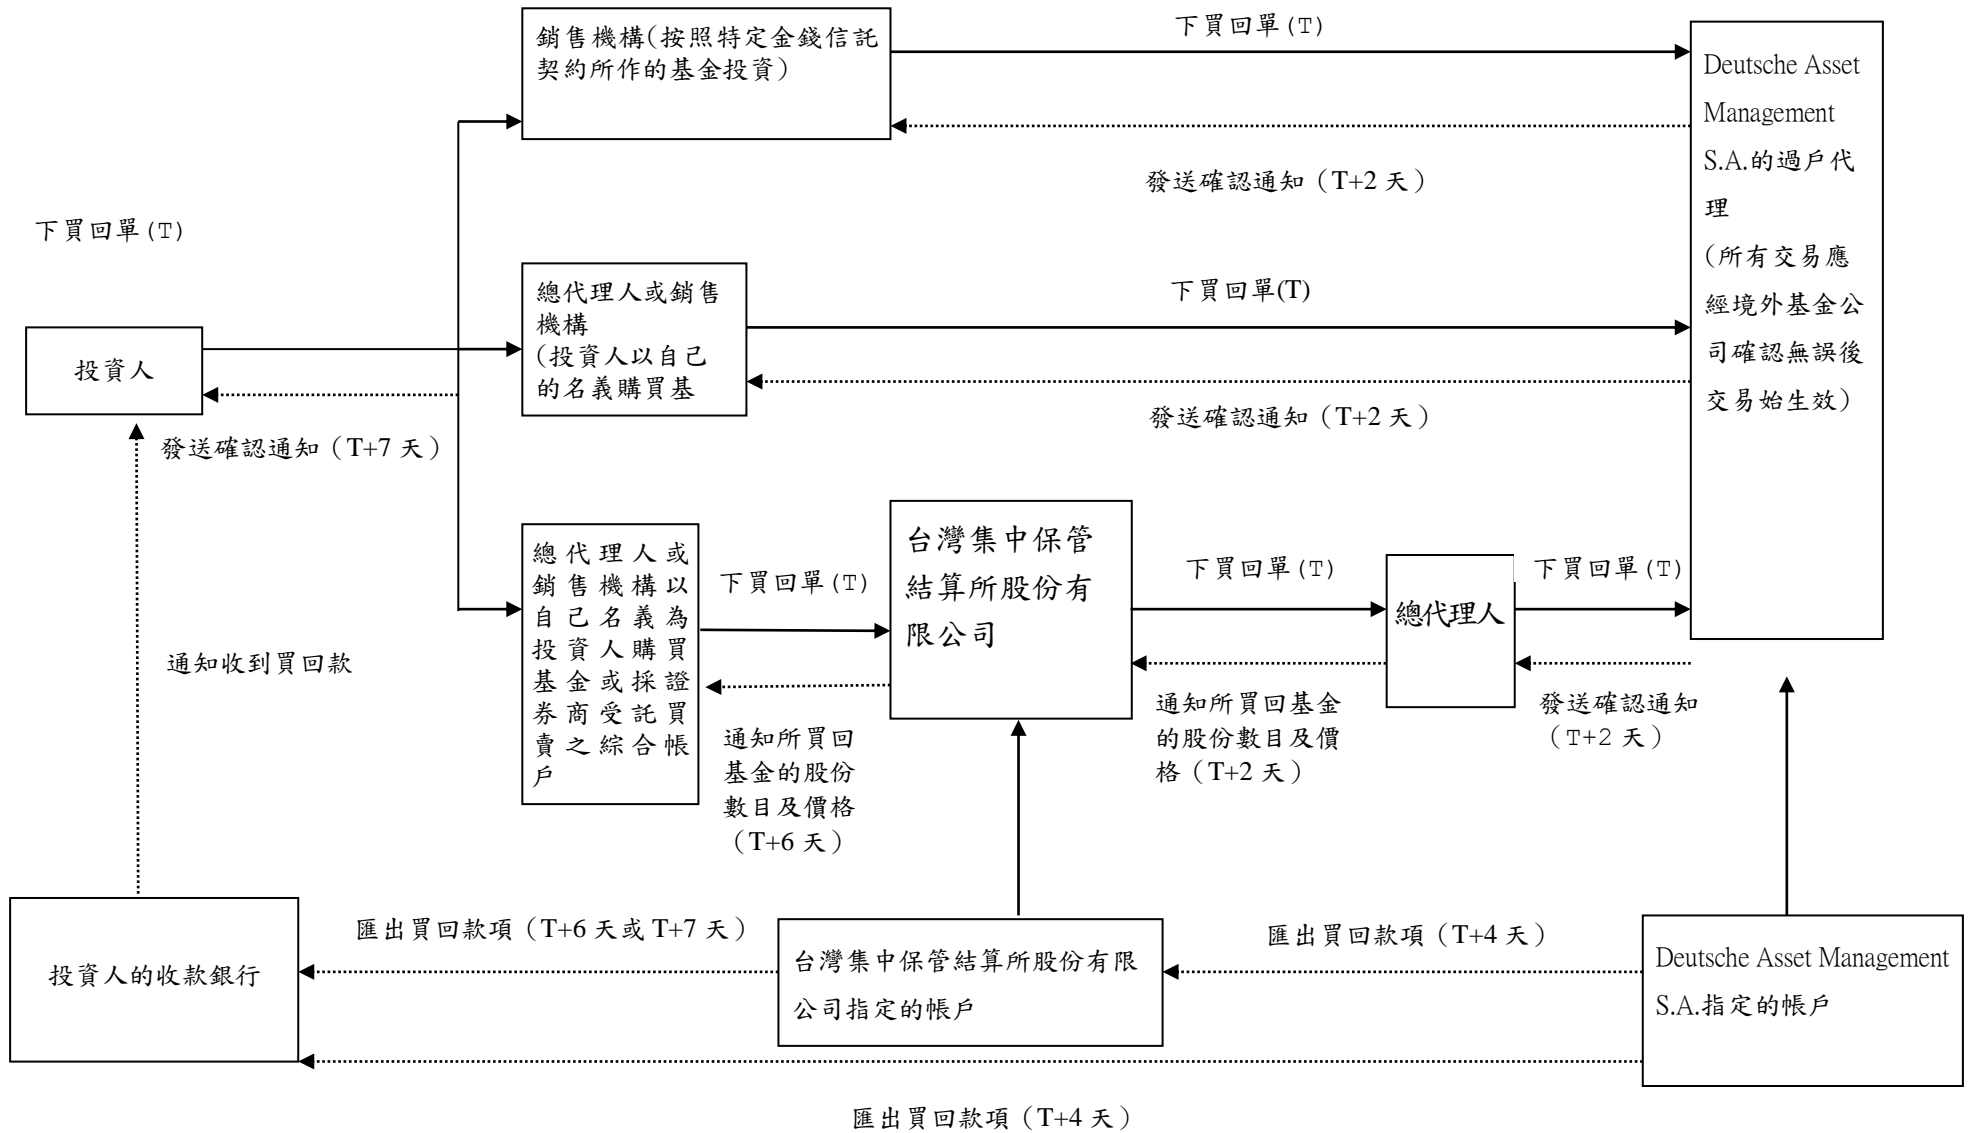 下買回單(T)
銷售機構(按照特定金錢信託
契約所作的基金投資)
Deutsche Asset
Management
S.A.的過戶代
理
(所有交易應
經境外基金公
司確認無誤後
交易始生效)
發送確認通知（T+2 天）
下買回單(T)
總代理人或銷售
機構
(投資人以自己
的名義購買基
下買回單(T)
投資人
發送確認通知（T+2 天）
發送確認通知（T+7 天）
總代理人或
銷售機構以
自己名義為
投資人購買
基金或採證
券商受託買
賣之綜合帳
戶
下買回單(T)
台灣集中保管
結算所股份有
限公司
下買回單(T)
總代理人
下買回單(T)
通知收到買回款
通知所買回
基金的股份
數目及價格
（T+6 天）
通知所買回基金
的股份數目及價
格（T+2 天）
發送確認通知
（T+2 天）
匯出買回款項（T+6 天或 T+7 天）
匯出買回款項（T+4 天）
投資人的收款銀行
台灣集中保管結算所股份有限
公司指定的帳戶
Deutsche Asset Management
S.A.指定的帳戶
匯出買回款項（T+4 天）